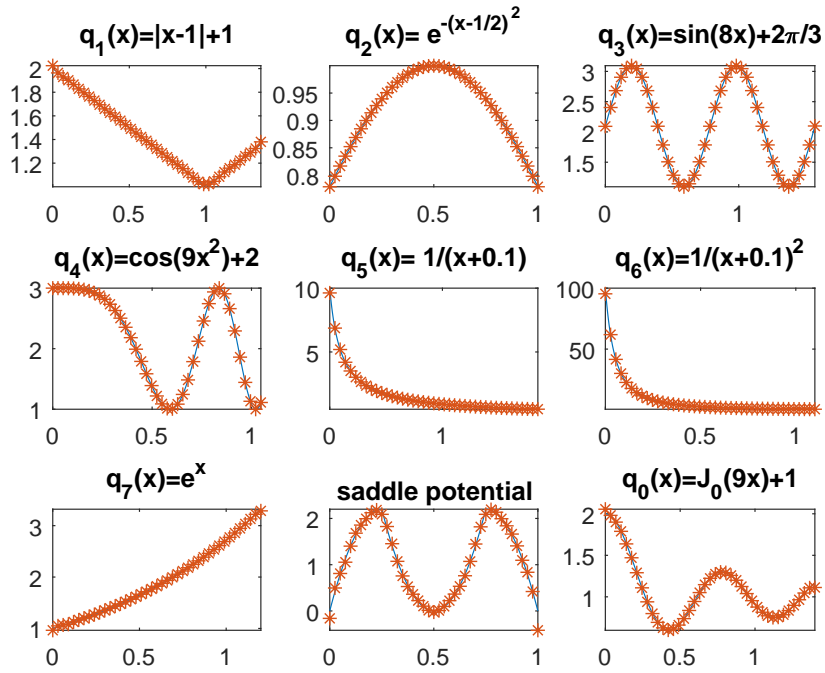 q₁(x)=|x-1|+1
q₂(x)= e^-(x-1/2)^2
q₃(x)=sin(8x)+2π/3
2
1.8
1.6
1.4
1.2
0 0.5 1
0.95
0.9
0.85
0.8
0 0.5 1
3
2.5
2
1.5
0 1
q₄(x)=cos(9x²)+2
q₅(x)= 1/(x+0.1)
q₆(x)=1/(x+0.1)²
3
2
1
0 0.5 1
10
5
0 1
100
50
0 0.5 1
q₇(x)=eˣ
saddle potential
q₀(x)=J₀(9x)+1
3
2
1
0 0.5 1
2
1
0
0 0.5 1
2
1.5
1
0 0.5 1